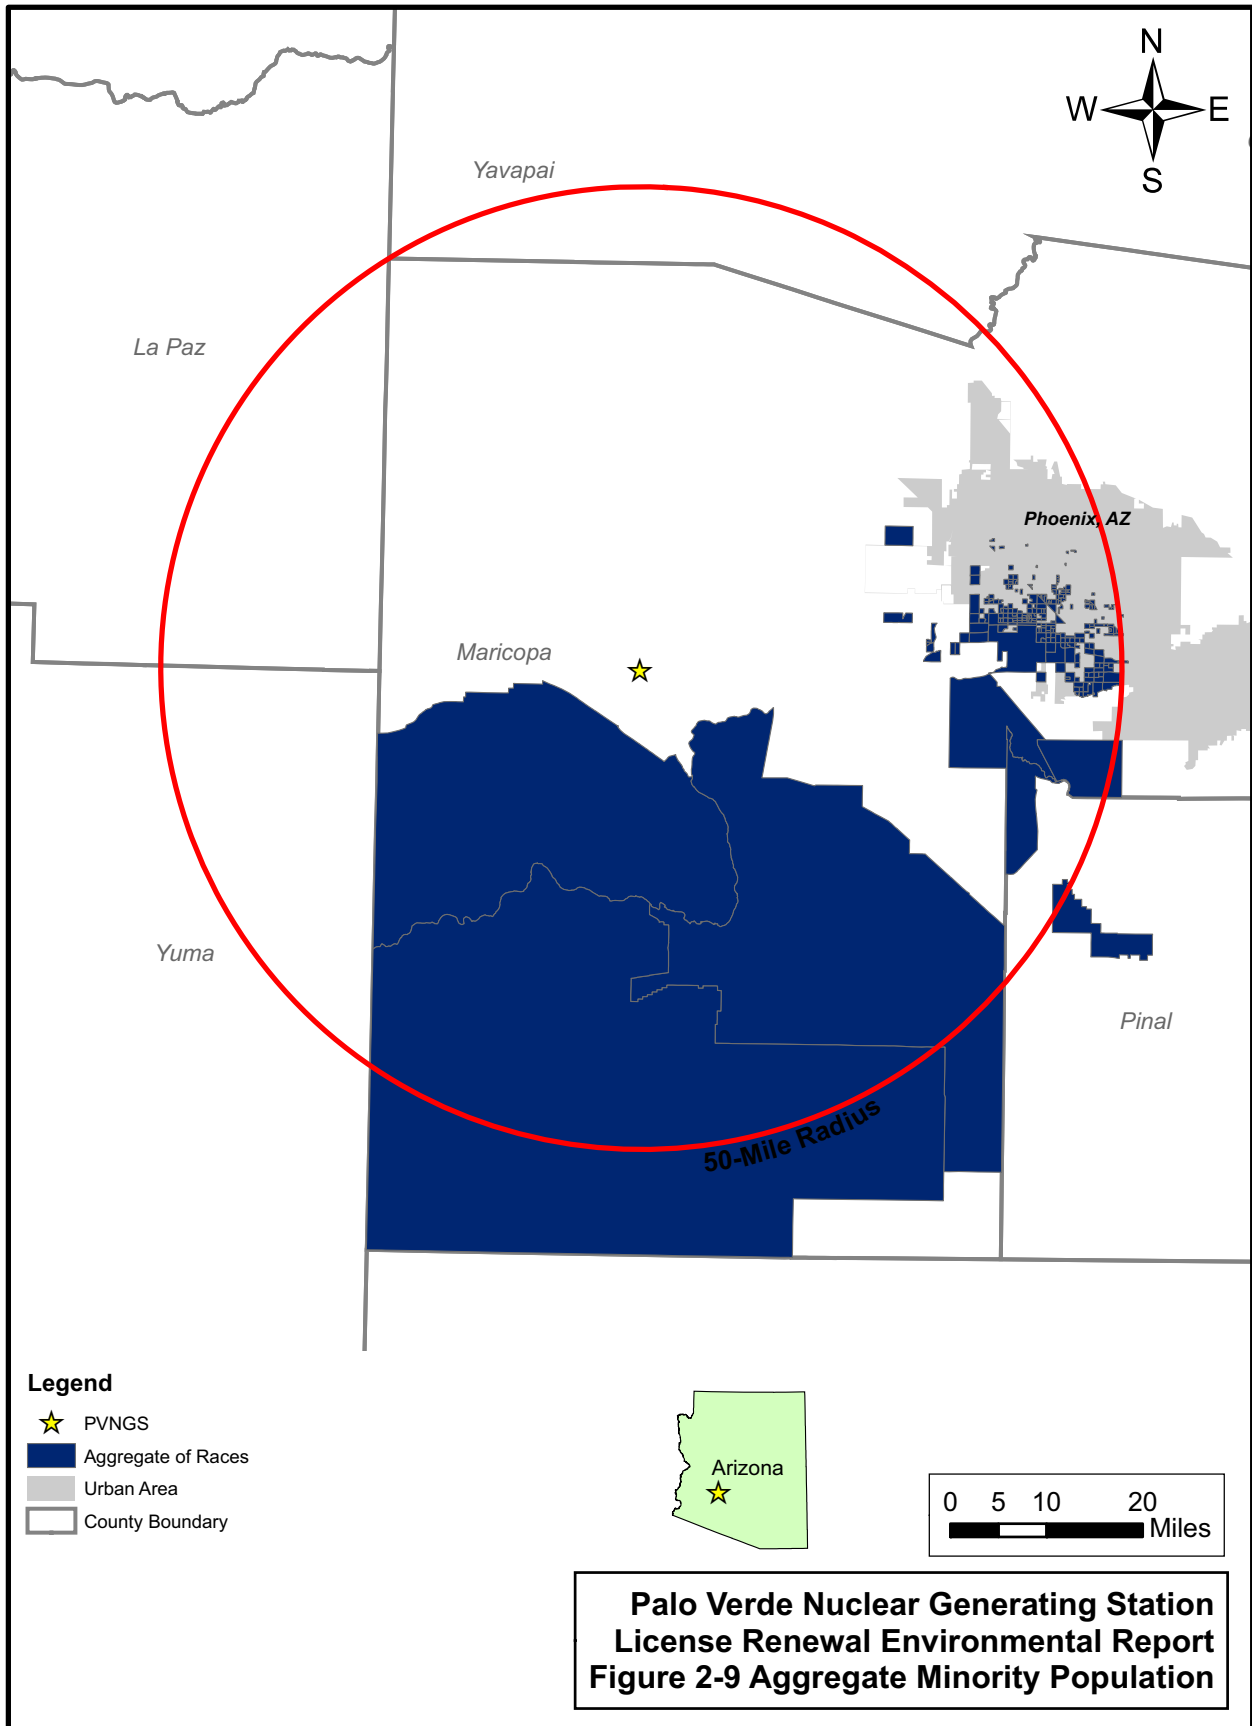 N
W E
S
Yavapai
La Paz
Phoenix, AZ
Maricopa
Yuma
Pinal
50-Mile Radius
Legend
PVNGS
Aggregate of Races
Urban Area
County Boundary
Arizona
0 5 10 20
Miles
Palo Verde Nuclear Generating Station
License Renewal Environmental Report
Figure 2-9 Aggregate Minority Population